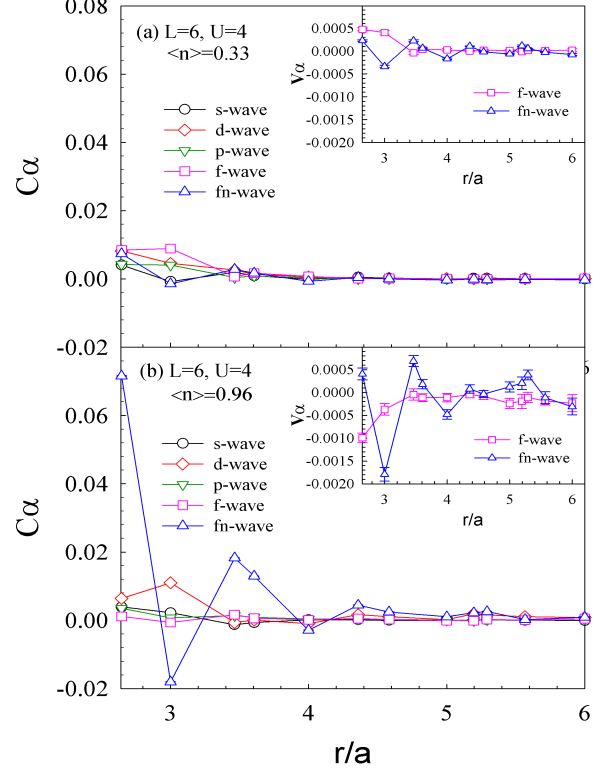 0.08
0.06
0.04
0.02
0.00
-0.02
Cα
(a) L=6, U=4
<n>=0.33
s-wave
d-wave
p-wave
f-wave
fn-wave
0.0005
0.0000
-0.0005
-0.0010
-0.0015
-0.0020
Vα
f-wave
fn-wave
3 4 5 6
r/a
0.06
0.04
0.02
0.00
-0.02
Cα
(b) L=6, U=4
<n>=0.96
s-wave
d-wave
p-wave
f-wave
fn-wave
0.0005
0.0000
-0.0005
-0.0010
-0.0015
-0.0020
Vα
f-wave
fn-wave
3 4 5 6
r/a
3 4 5 6
r/a